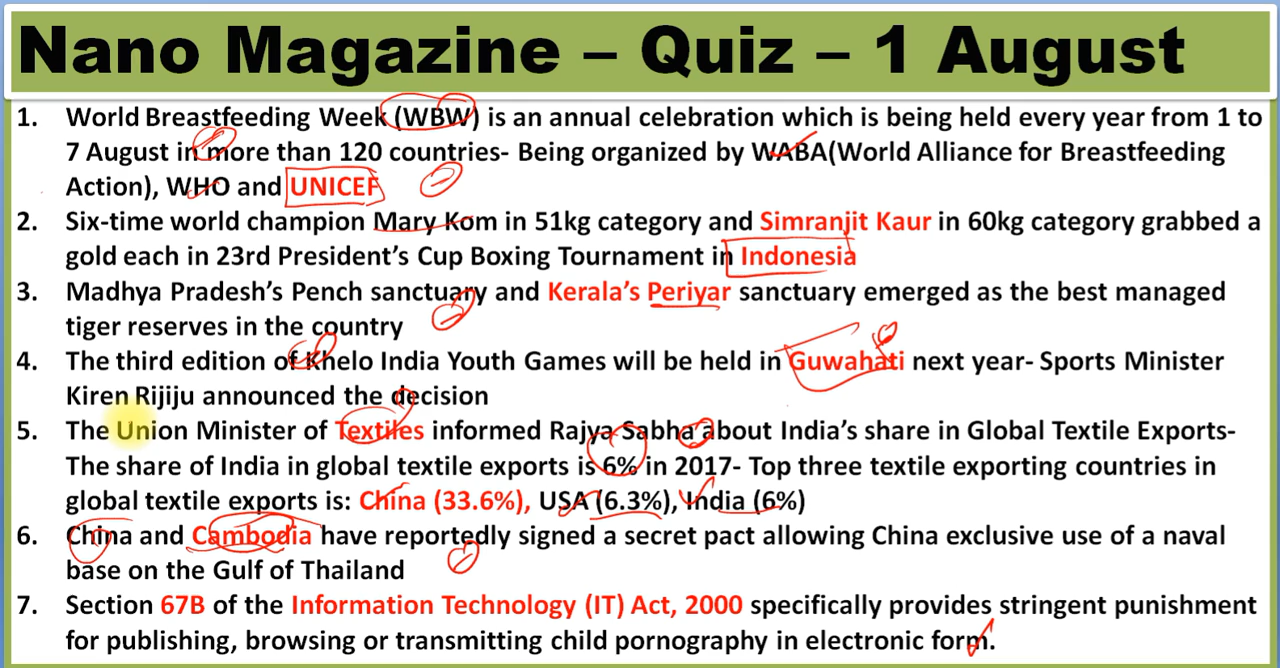 Nano Magazine – Quiz – 1 August
1. World Breastfeeding Week (WBW) is an annual celebration which is being held every year from 1 to
7 August in more than 120 countries- Being organized by WABA(World Alliance for Breastfeeding
Action), WHO and UNICEF
2. Six-time world champion Mary Kom in 51kg category and Simranjit Kaur in 60kg category grabbed a
gold each in 23rd President’s Cup Boxing Tournament in Indonesia
3. Madhya Pradesh’s Pench sanctuary and Kerala’s Periyar sanctuary emerged as the best managed
tiger reserves in the country
4. The third edition of Khelo India Youth Games will be held in Guwahati next year- Sports Minister
Kiren Rijiju announced the decision
5. The Union Minister of Textiles informed Rajya Sabha about India’s share in Global Textile Exports-
The share of India in global textile exports is 6% in 2017- Top three textile exporting countries in
global textile exports is: China (33.6%), USA (6.3%), India (6%)
6. China and Cambodia have reportedly signed a secret pact allowing China exclusive use of a naval
base on the Gulf of Thailand
7. Section 67B of the Information Technology (IT) Act, 2000 specifically provides stringent punishment
for publishing, browsing or transmitting child pornography in electronic form.